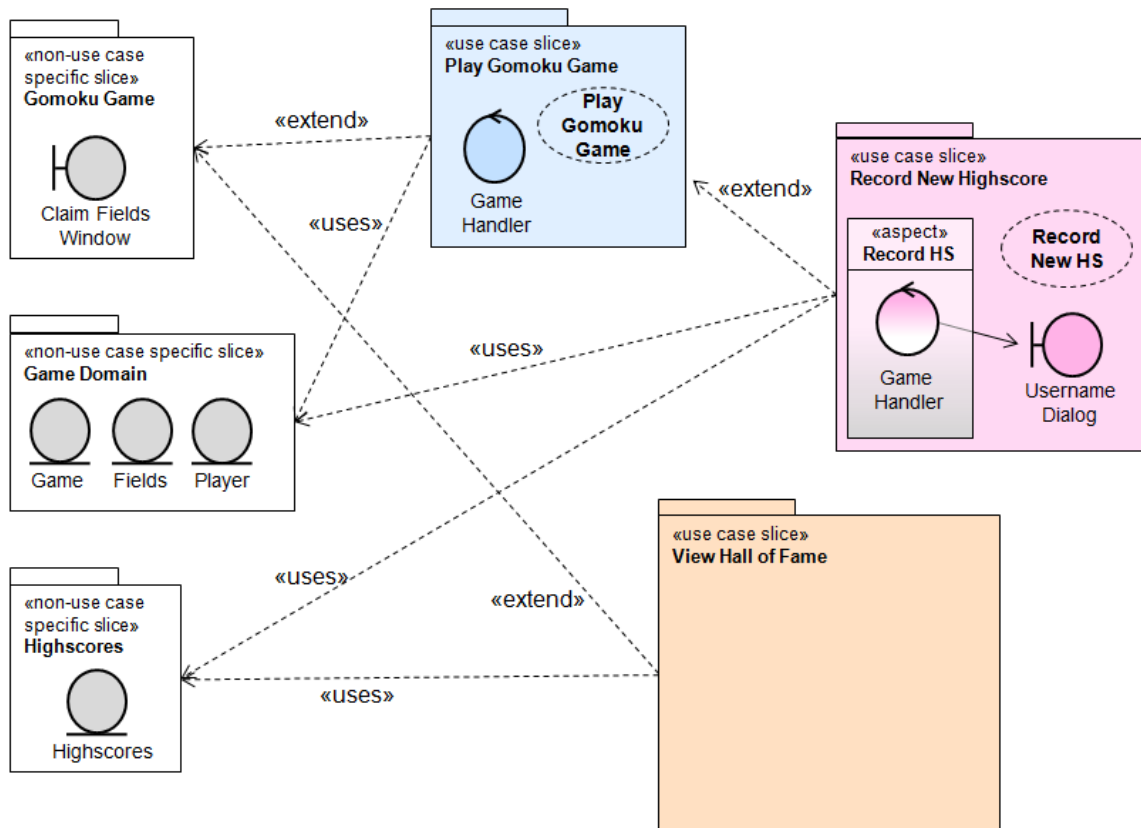 «non-use case
specific slice»
Gomoku Game
Claim Fields
Window
«extend»
«uses»
«use case slice»
Play Gomoku Game
Play
Gomoku
Game
Game
Handler
«extend»
«use case slice»
Record New Highscore
«aspect»
Record HS
Record
New HS
Game
Handler
Username
Dialog
«non-use case specific slice»
Game Domain
Game
Fields
Player
«uses»
«uses»
«extend»
«uses»
«non-use case
specific slice»
Highscores
Highscores
«use case slice»
View Hall of Fame